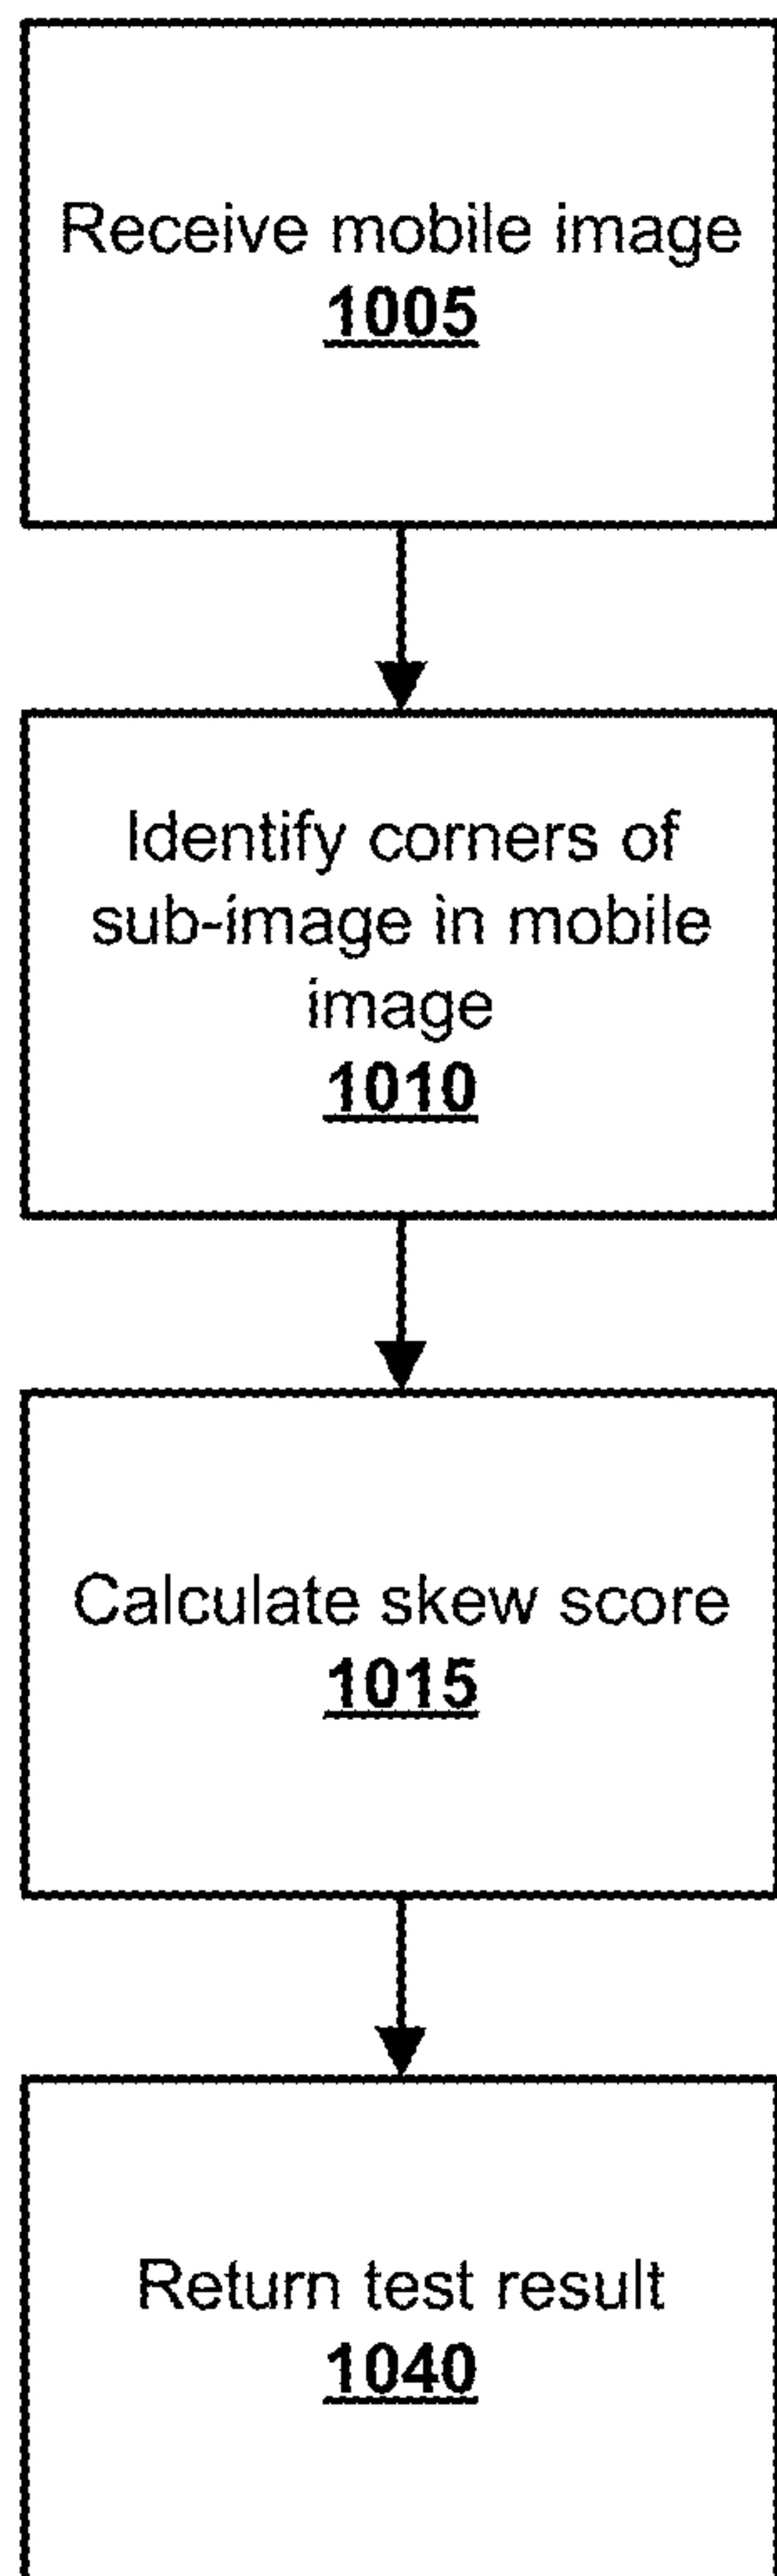 Receive mobile image
1005
Identify corners of
sub-image in mobile
image
1010
Calculate skew score
1015
Return test result
1040